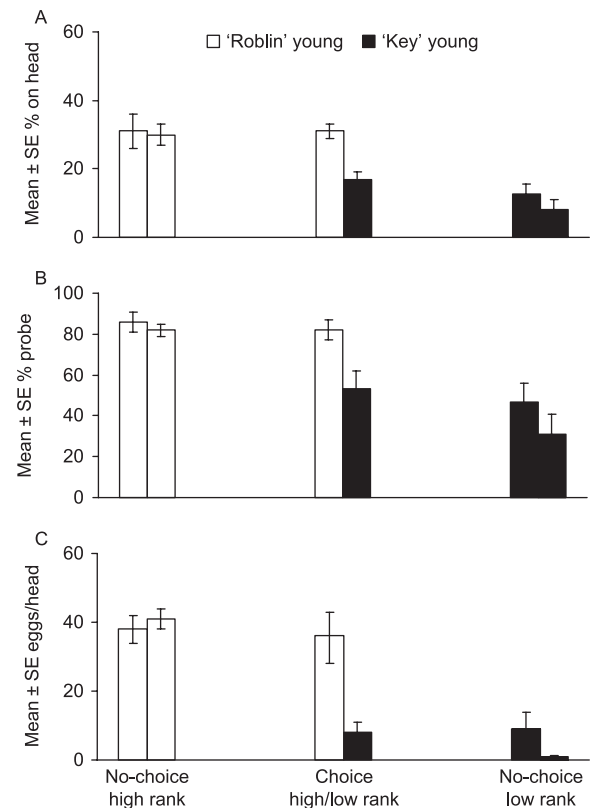 A
‘Roblin’ young ‘Key’ young
Mean ± SE % on head
60
40
20
0
B
Mean ± SE % probe
100
80
60
40
20
0
C
Mean ± SE eggs/head
60
40
20
0
No-choice Choice No-choice
high rank high/low rank low rank